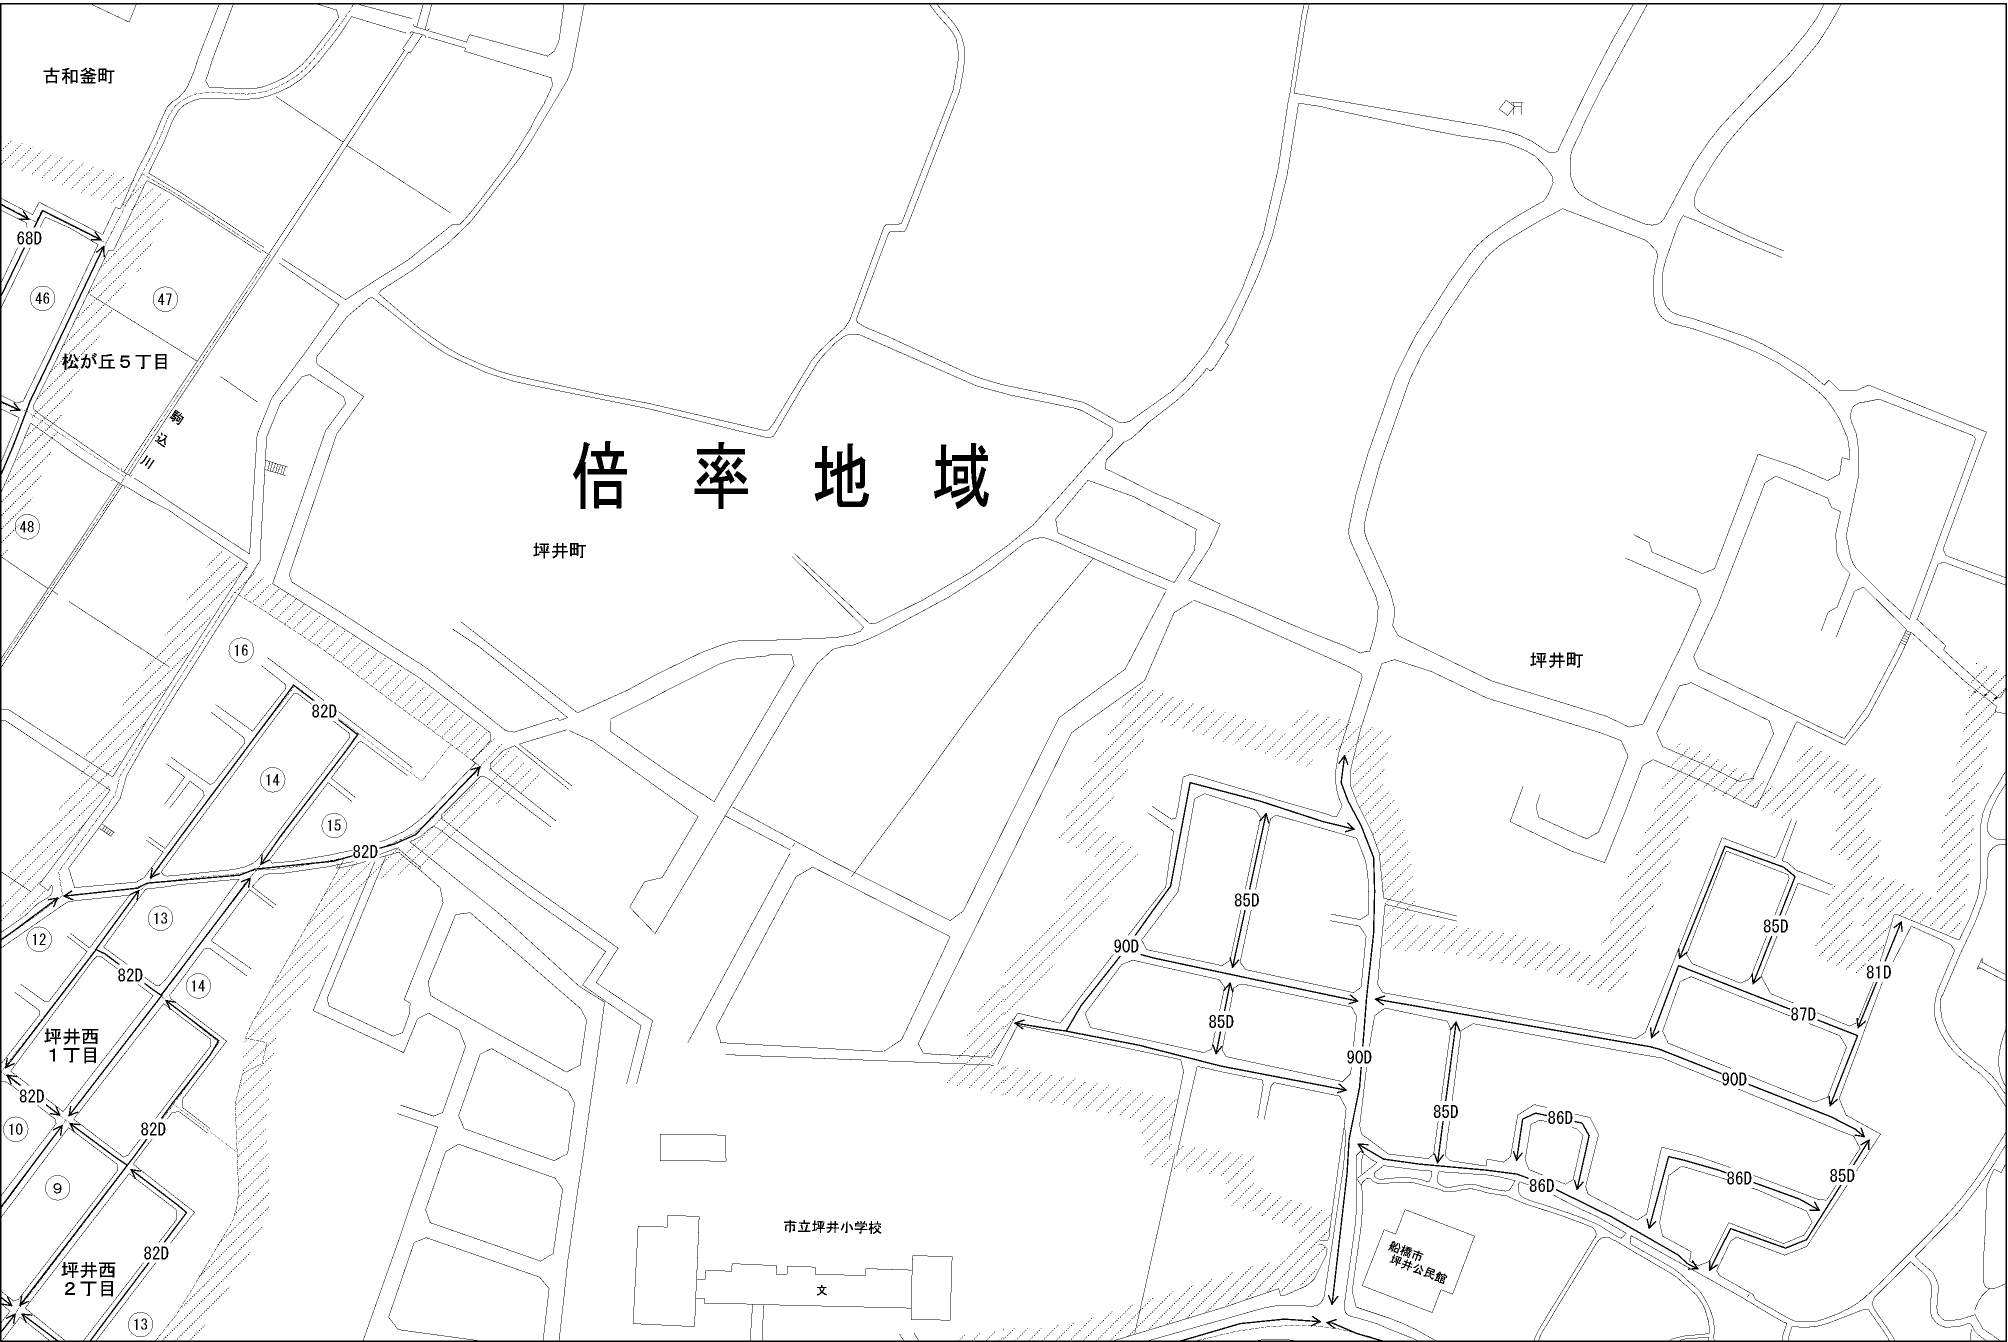 古和釜町
68D
46
47
松が丘５丁目
駒込川
倍率地域
48
坪井町
16
坪井町
82D
14
15
82D
85D
90D
13
12
85D
81D
82D
14
87D
85D
坪井西
１丁目
90D
90D
82D
85D
86D
10
82D
86D
86D
85D
9
市立坪井小学校
船橋市
坪井公民館
82D
坪井西
２丁目
文
13